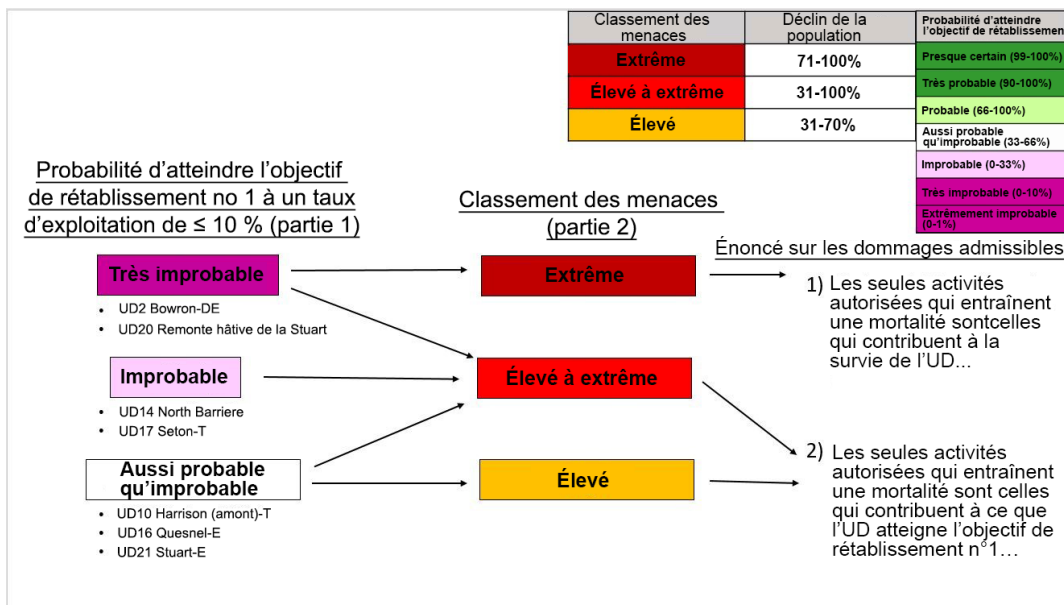 Classement des
menaces
Déclin de la
population
Extrême
71-100%
Élevé à extrême
31-100%
Élevé
31-70%
Probabilité d'atteindre
l'objectif de rétablissemen
Presque certain (99-100%)
Très probable (90-100%)
Probable (66-100%)
Aussi probable
qu'improbable (33-66%)
Improbable (0-33%)
Très improbable (0-10%)
Extrêmement improbable
(0-1%)
Probabilité d'atteindre l'objectif
de rétablissement no 1 à un taux
d'exploitation de ≤ 10 % (partie 1)
Très improbable
• UD2 Bowron-DE
• UD20 Remonte hâtive de la Stuart
Improbable
• UD14 North Barriere
• UD17 Seton-T
Aussi probable
qu'improbable
• UD10 Harrison (amont)-T
• UD16 Quesnel-E
• UD21 Stuart-E
Classement des menaces
(partie 2)
Extrême
Élevé à extrême
Élevé
Énoncé sur les dommages admissibles
1) Les seules activités
autorisées qui entraînent
une mortalité sontcelles
qui contribuent à la
survie de l'UD...
2) Les seules activités
autorisées qui entraînent
une mortalité sont celles
qui contribuent à ce que
l'UD atteigne l'objectif de
rétablissement n°1…